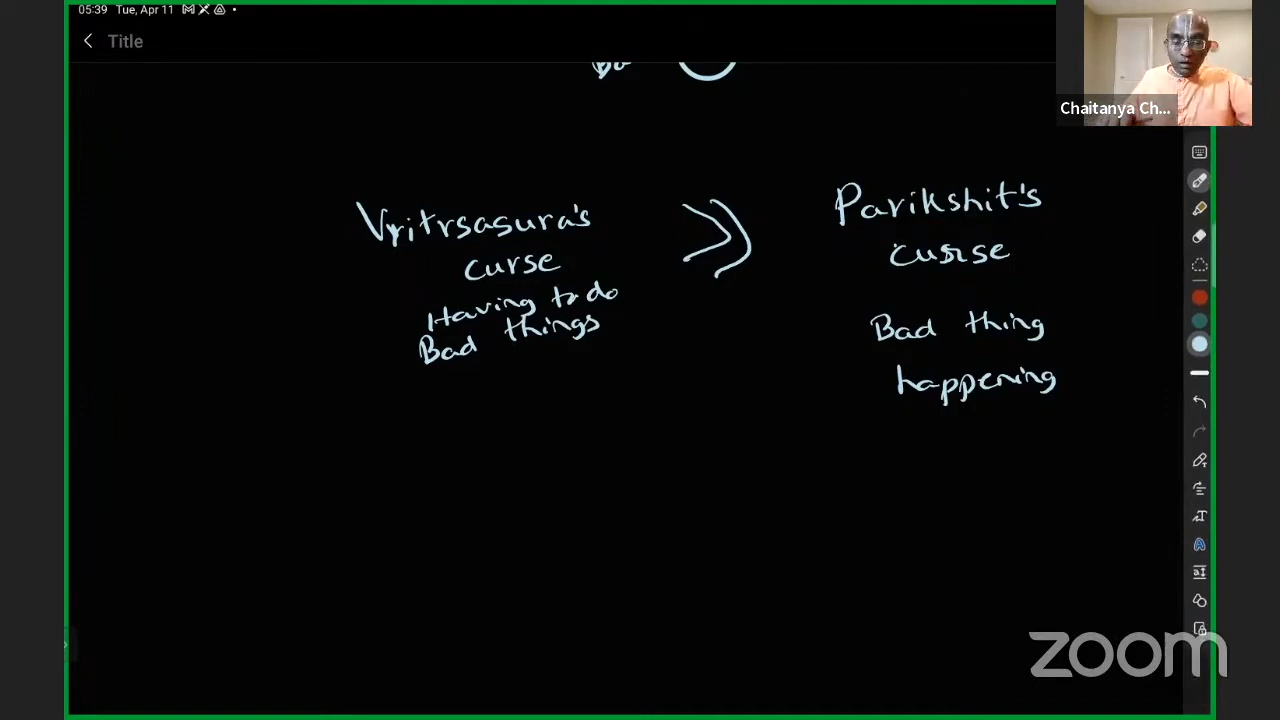 05:39 Tue, Apr 11
Title
Chaitanya Ch...
Vritrsasura's
curse
Having to do
Bad things
>>
Parikshit's
curse
Bad thing
happening
zoom